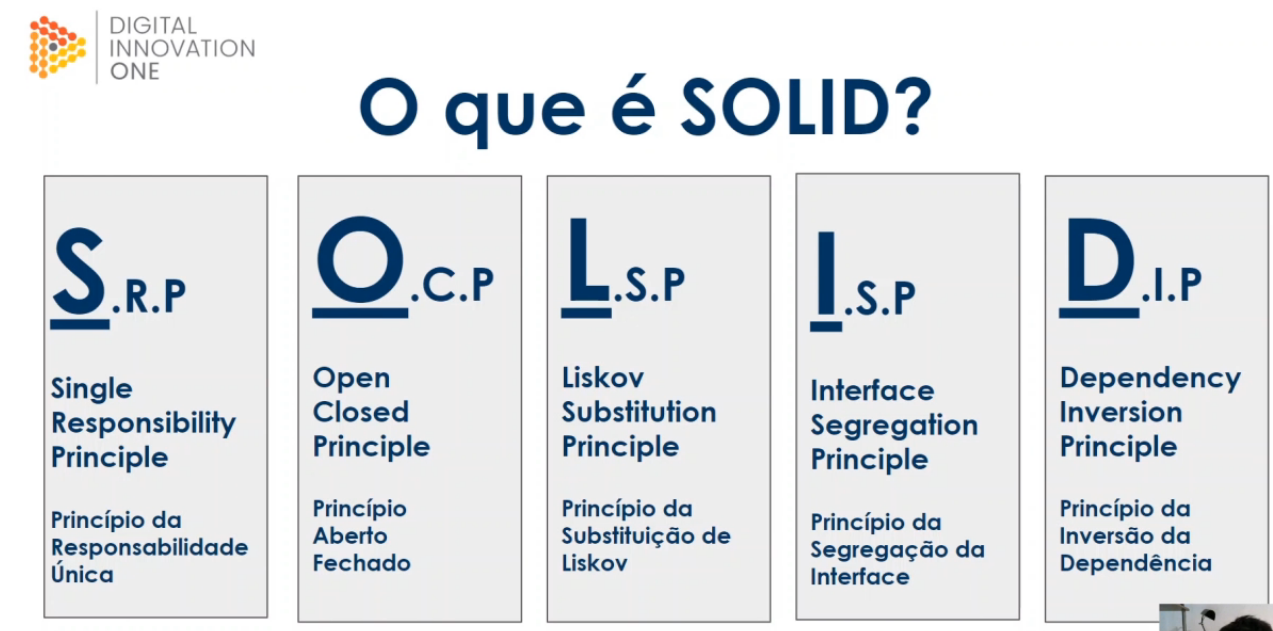 DIGITAL
INNOVATION
ONE
O que é SOLID?
S.R.P
Single
Responsibility
Principle
Princípio da
Responsabilidade
Única
O.C.P
Open
Closed
Principle
Princípio
Aberto
Fechado
L.S.P
Liskov
Substitution
Principle
Princípio da
Substituição de
Liskov
I.S.P
Interface
Segregation
Principle
Princípio da
Segregação da
Interface
D.I.P
Dependency
Inversion
Principle
Princípio da
Inversão da
Dependência